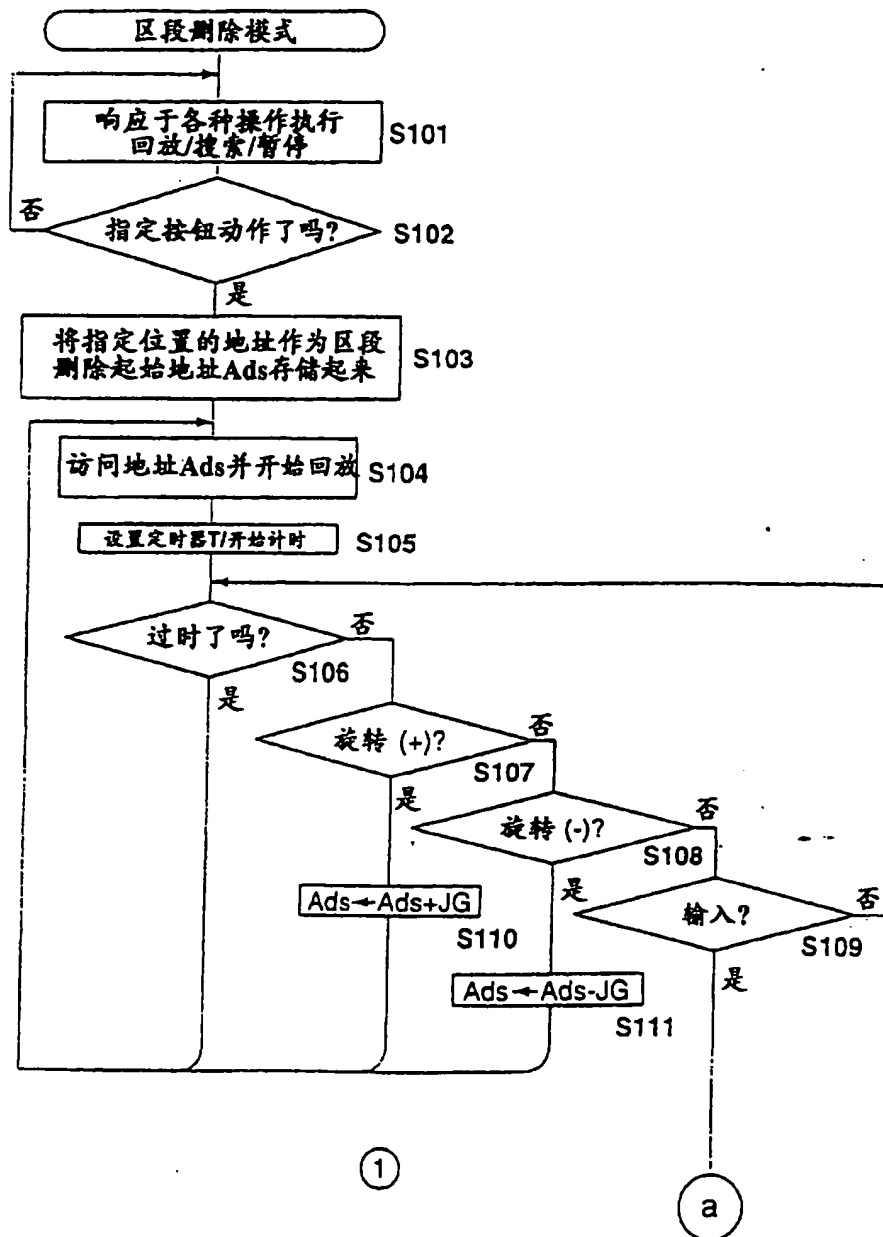 区段删除模式
响应于各种操作执行
回放/搜索/暂停
S101
否
指定按钮动作了吗?
S102
是
将指定位置的地址作为区段
删除起始地址Ads存储起来
S103
访问地址Ads并开始回放
S104
设置定时器T/开始计时
S105
过时了吗?
否
S106
是
旋转 (+)?
否
S107
是
旋转 (-)?
否
S108
是
输入?
否
S109
是
Ads←Ads+JG
S110
Ads←Ads-JG
S111
1
a